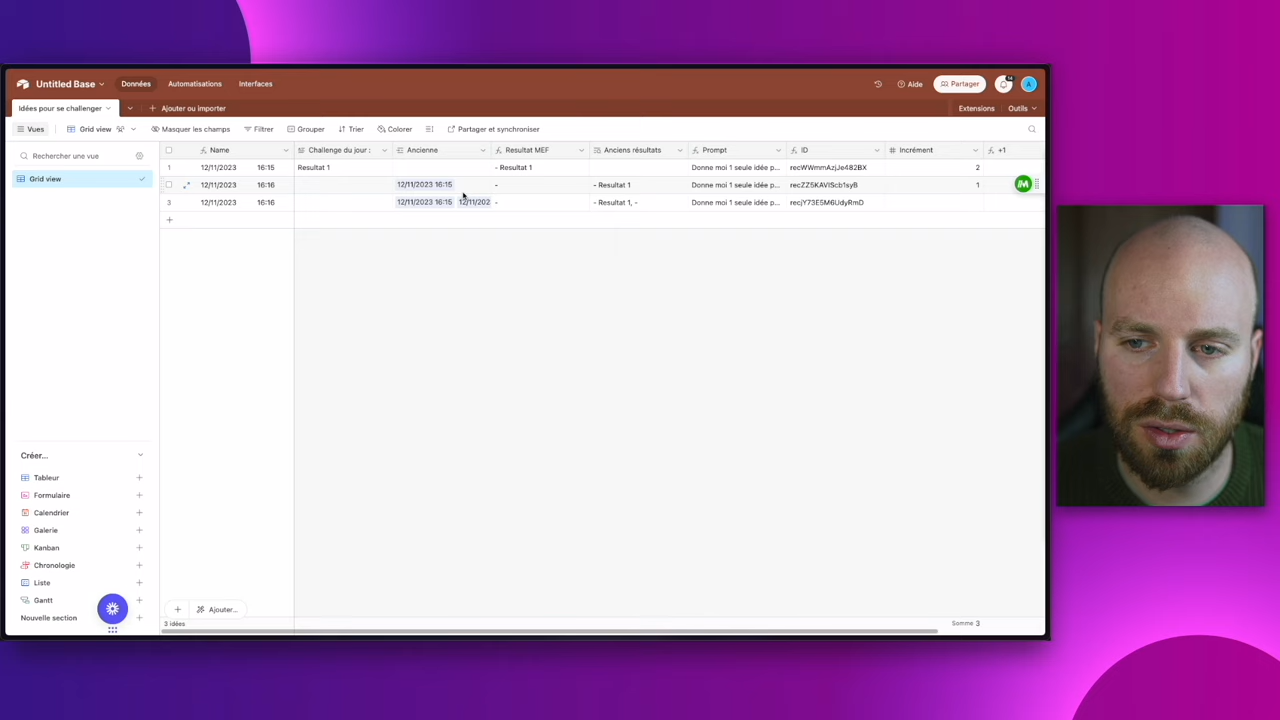 Untitled Base
Données
Automatisations
Interfaces
Aide
14
Partager
A
Idées pour se challenger
Ajouter ou importer
Extensions
Outils
Vues
Grid view
Masquer les champs
Filtrer
Grouper
Trier
Colorer
Partager et synchroniser
Rechercher une vue
Grid view
Name
Challenge du jour :
Ancienne
Resultat MEF
Anciens résultats
Prompt
ID
Incrément
+1
1 12/11/2023 16:15 Resultat 1 - Resultat 1 Donne moi 1 seule idée p... recWWmmAzjJe482BX 2
12/11/2023 16:16 12/11/2023 16:15 - - Resultat 1 Donne moi 1 seule idée p... recZZ5KAVlScb1syB 1
3 12/11/2023 16:16 12/11/2023 16:15 12/11/202 - - Resultat 1, - Donne moi 1 seule idée p... recjY73E5M6UdyRmD
Créer...
Tableur
Formulaire
Calendrier
Galerie
Kanban
Chronologie
Liste
Gantt
Nouvelle section
Ajouter...
3 idées
Somme 3